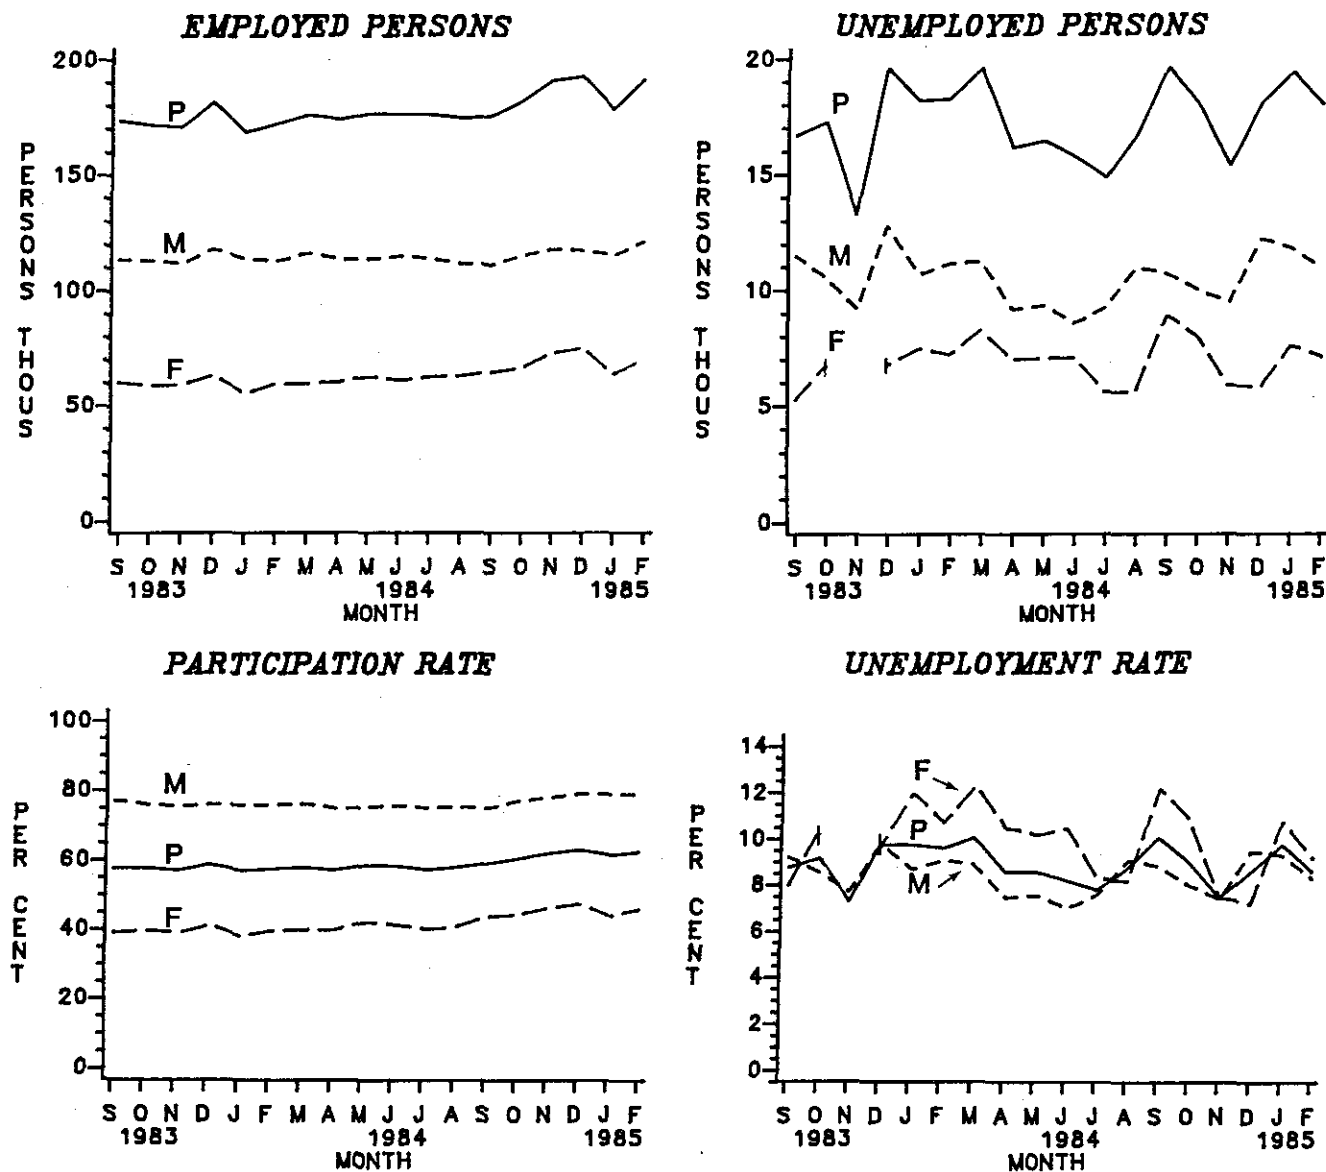 EMPLOYED PERSONS
200
150
100
50
0
PERSONS THOUS
P
M
F
S O N D J F M A M J J A S O N D J F
1983 1984 1985
MONTH
UNEMPLOYED PERSONS
20
15
10
5
0
PERSONS THOUS
P
M
F
S O N D J F M A M J J A S O N D J F
1983 1984 1985
MONTH
PARTICIPATION RATE
100
80
60
40
20
0
PER CENT
M
P
F
S O N D J F M A M J J A S O N D J F
1983 1984 1985
MONTH
UNEMPLOYMENT RATE
14
12
10
8
6
4
2
0
PER CENT
F
P
M
S O N D J F M A M J J A S O N D J F
1983 1984 1985
MONTH